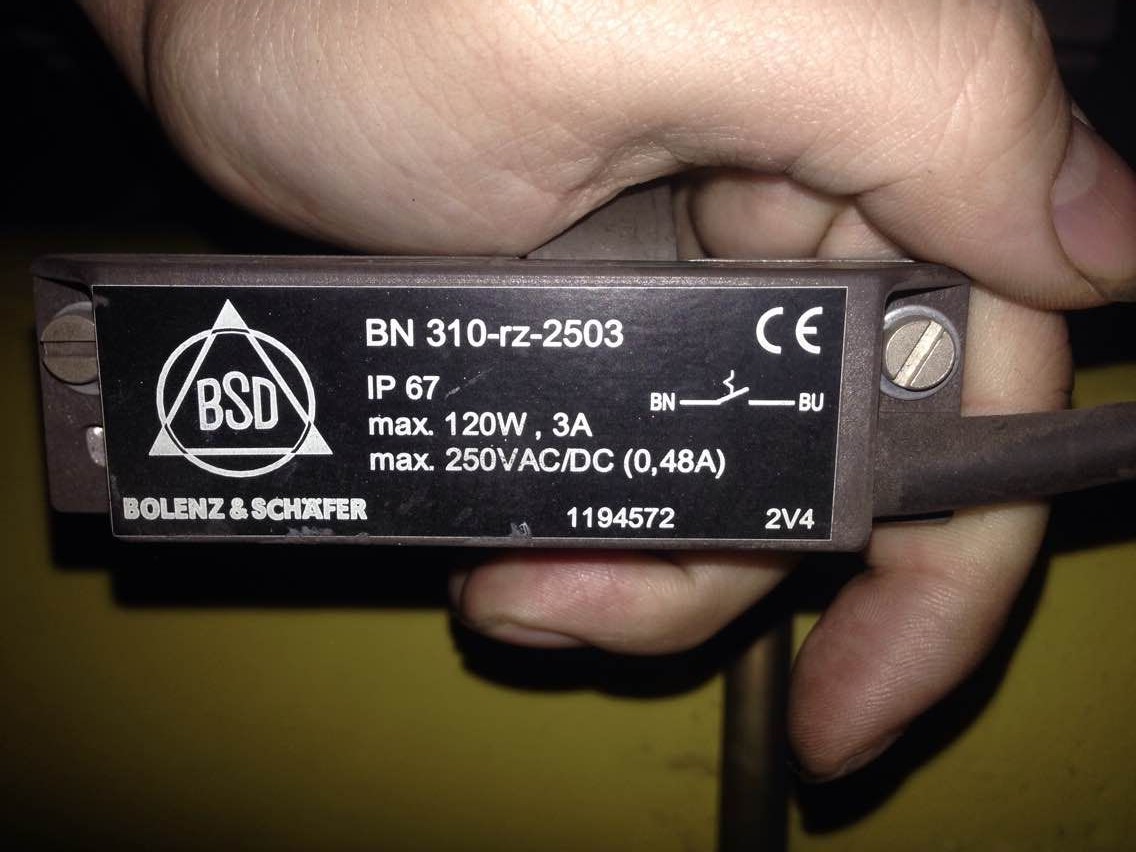 BSD
BOLENZ & SCHÄFER
BN 310-rz-2503
CE
IP 67
max. 120W , 3A
max. 250VAC/DC (0,48A)
BN BU
1194572 2V4